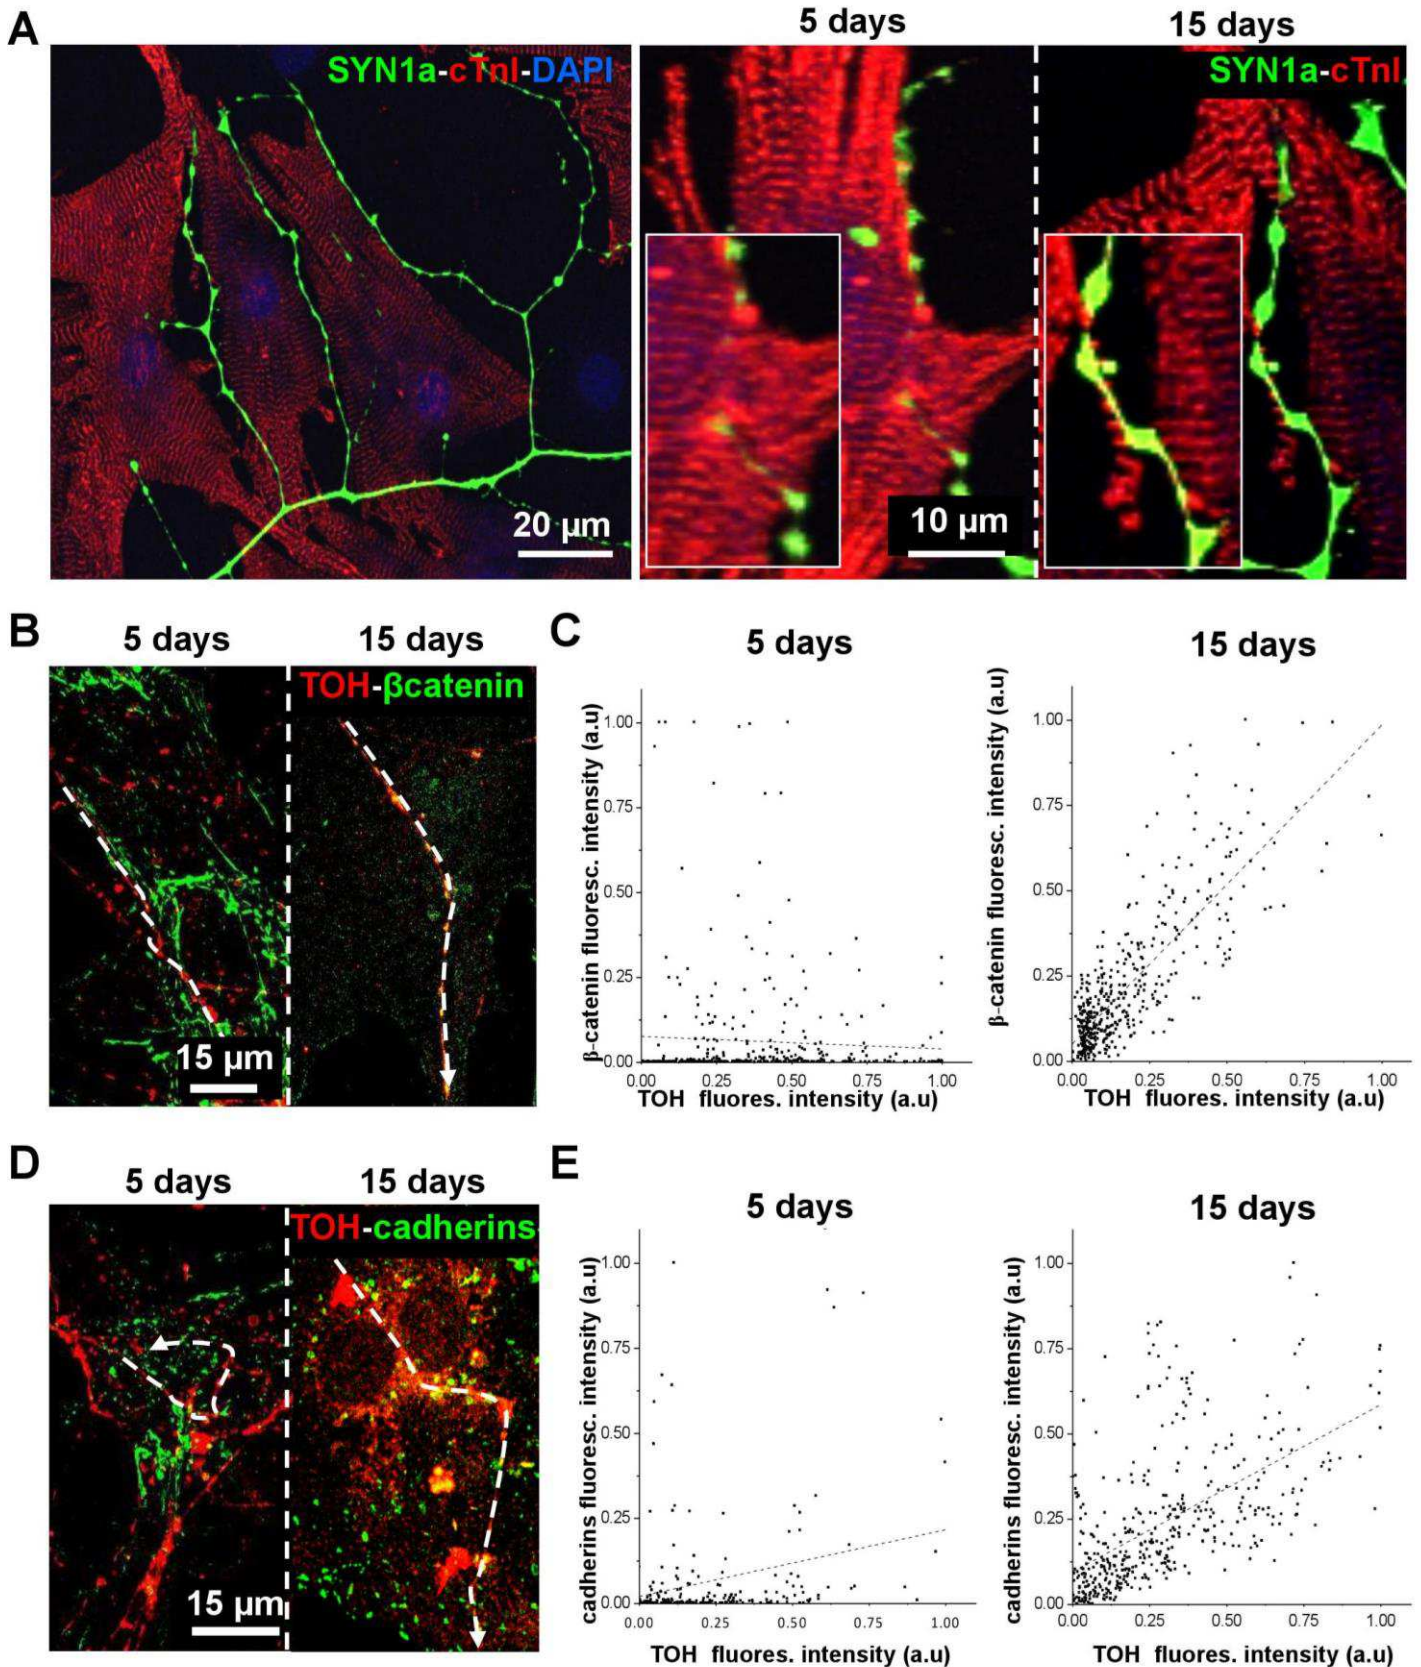 A
5 days
15 days
SYN1a-cTnI-DAPI
SYN1a-cTnI
20 µm
10 µm
B
5 days
15 days
TOH-βcatenin
15 µm
C
5 days
15 days
β-catenin fluoresc. intensity (a.u)
1.00
0.75
0.50
0.25
0.00
0.00 0.25 0.50 0.75 1.00
TOH fluores. intensity (a.u)
β-catenin fluoresc. intensity (a.u)
1.00
0.75
0.50
0.25
0.00
0.00 0.25 0.50 0.75 1.00
TOH fluores. intensity (a.u)
D
5 days
15 days
TOH-cadherins
15 µm
E
5 days
15 days
cadherins fluoresc. intensity (a.u)
1.00
0.75
0.50
0.25
0.00
0.00 0.25 0.50 0.75 1.00
TOH fluores. intensity (a.u)
cadherins fluoresc. intensity (a.u)
1.00
0.75
0.50
0.25
0.00
0.00 0.25 0.50 0.75 1.00
TOH fluores. intensity (a.u)